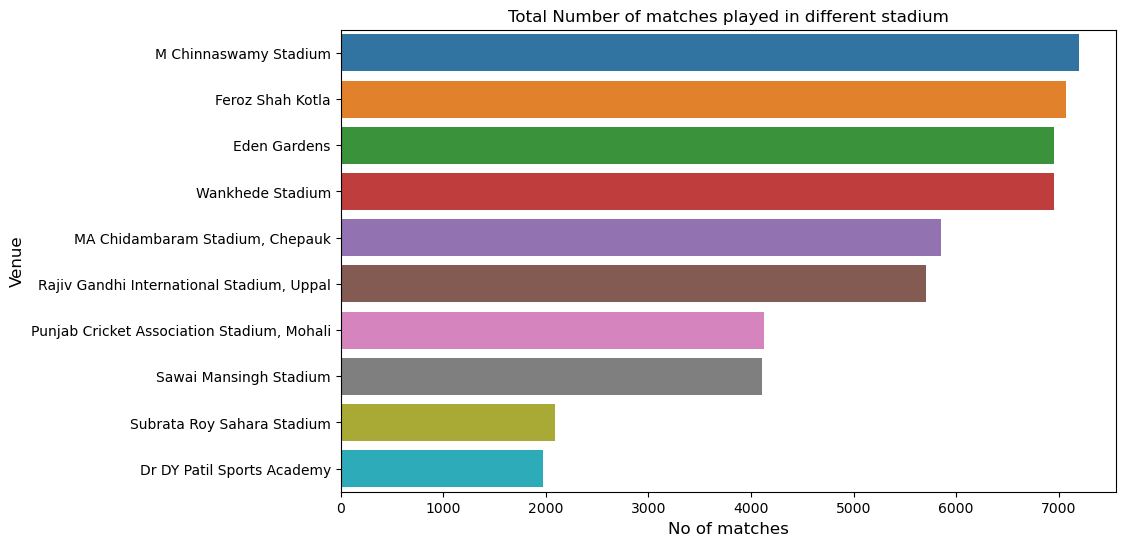 Total Number of matches played in different stadium
Venue
M Chinnaswamy Stadium
Feroz Shah Kotla
Eden Gardens
Wankhede Stadium
MA Chidambaram Stadium, Chepauk
Rajiv Gandhi International Stadium, Uppal
Punjab Cricket Association Stadium, Mohali
Sawai Mansingh Stadium
Subrata Roy Sahara Stadium
Dr DY Patil Sports Academy
0 1000 2000 3000 4000 5000 6000 7000
No of matches